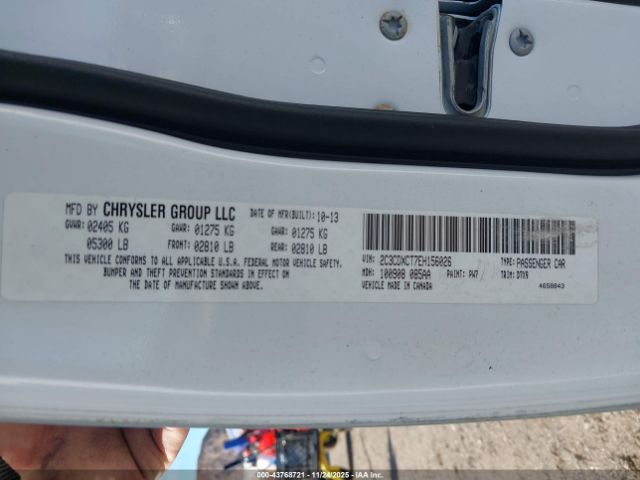 MFD BY CHRYSLER GROUP LLC DATE OF MFR(BUILT): 10-13
GVWR: 02405 KG GAWR: 01275 KG GAWR: 01275 KG
05300 LB FRONT: 02810 LB REAR: 02810 LB
THIS VEHICLE CONFORMS TO ALL APPLICABLE U.S.A. FEDERAL MOTOR VEHICLE SAFETY,
BUMPER AND THEFT PREVENTION STANDARDS IN EFFECT ON
THE DATE OF MANUFACTURE SHOWN ABOVE.
VIN: 2C3CDXCT7EH156026 TYPE: PASSENGER CAR
MDH: 100908 085AA PAINT: PW7 TRIM: D7X9
VEHICLE MADE IN CANADA 4658843
©000-43768721 - 11/24/2025 - IAAI.COM